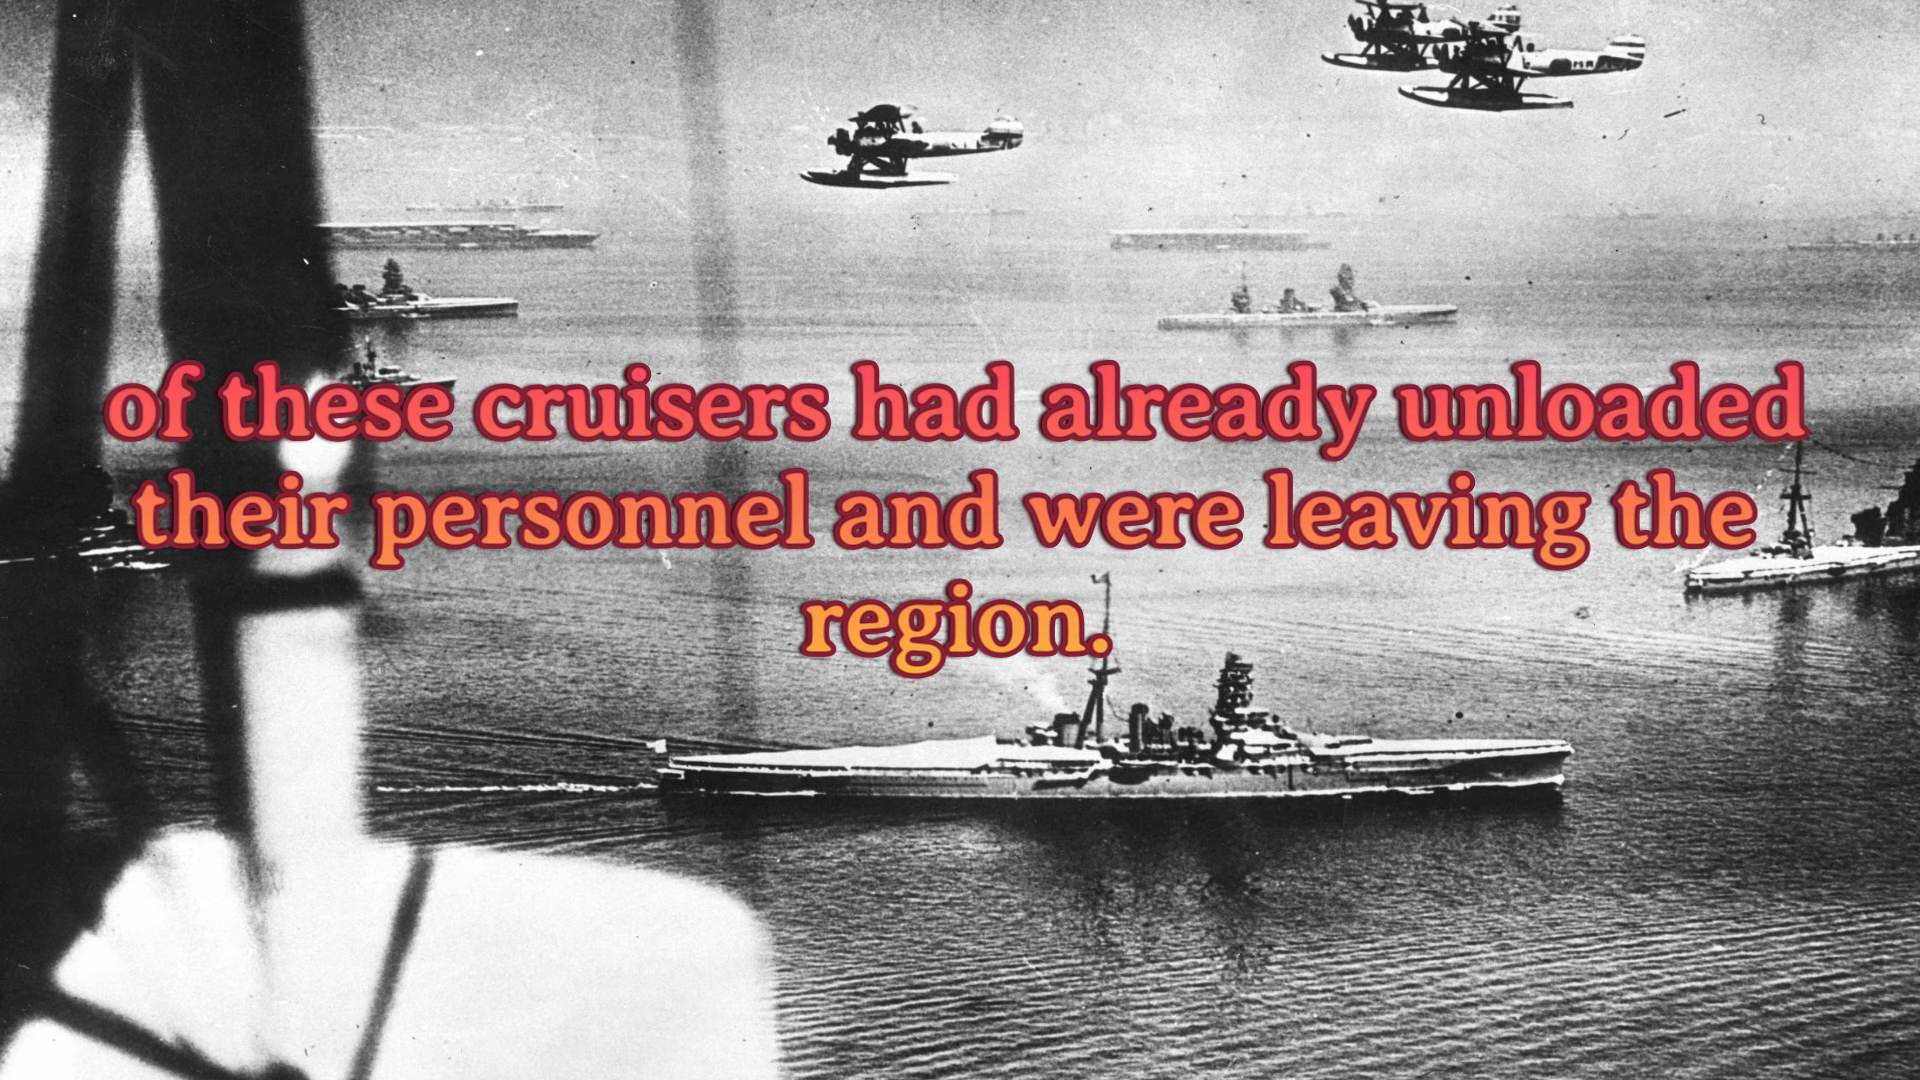 of these cruisers had already unloaded
their personnel and were leaving the
region.